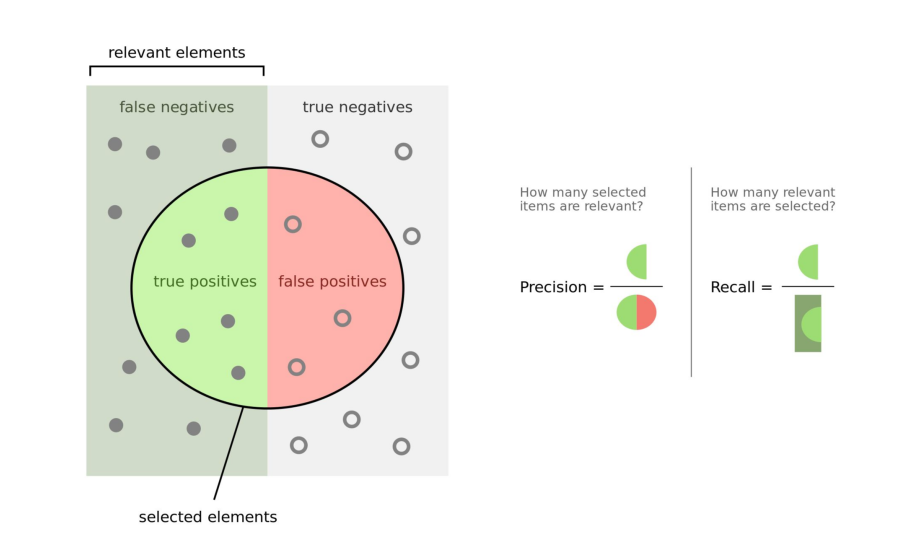 relevant elements
false negatives
true negatives
true positives
false positives
selected elements
How many selected
items are relevant?
Precision =
How many relevant
items are selected?
Recall =